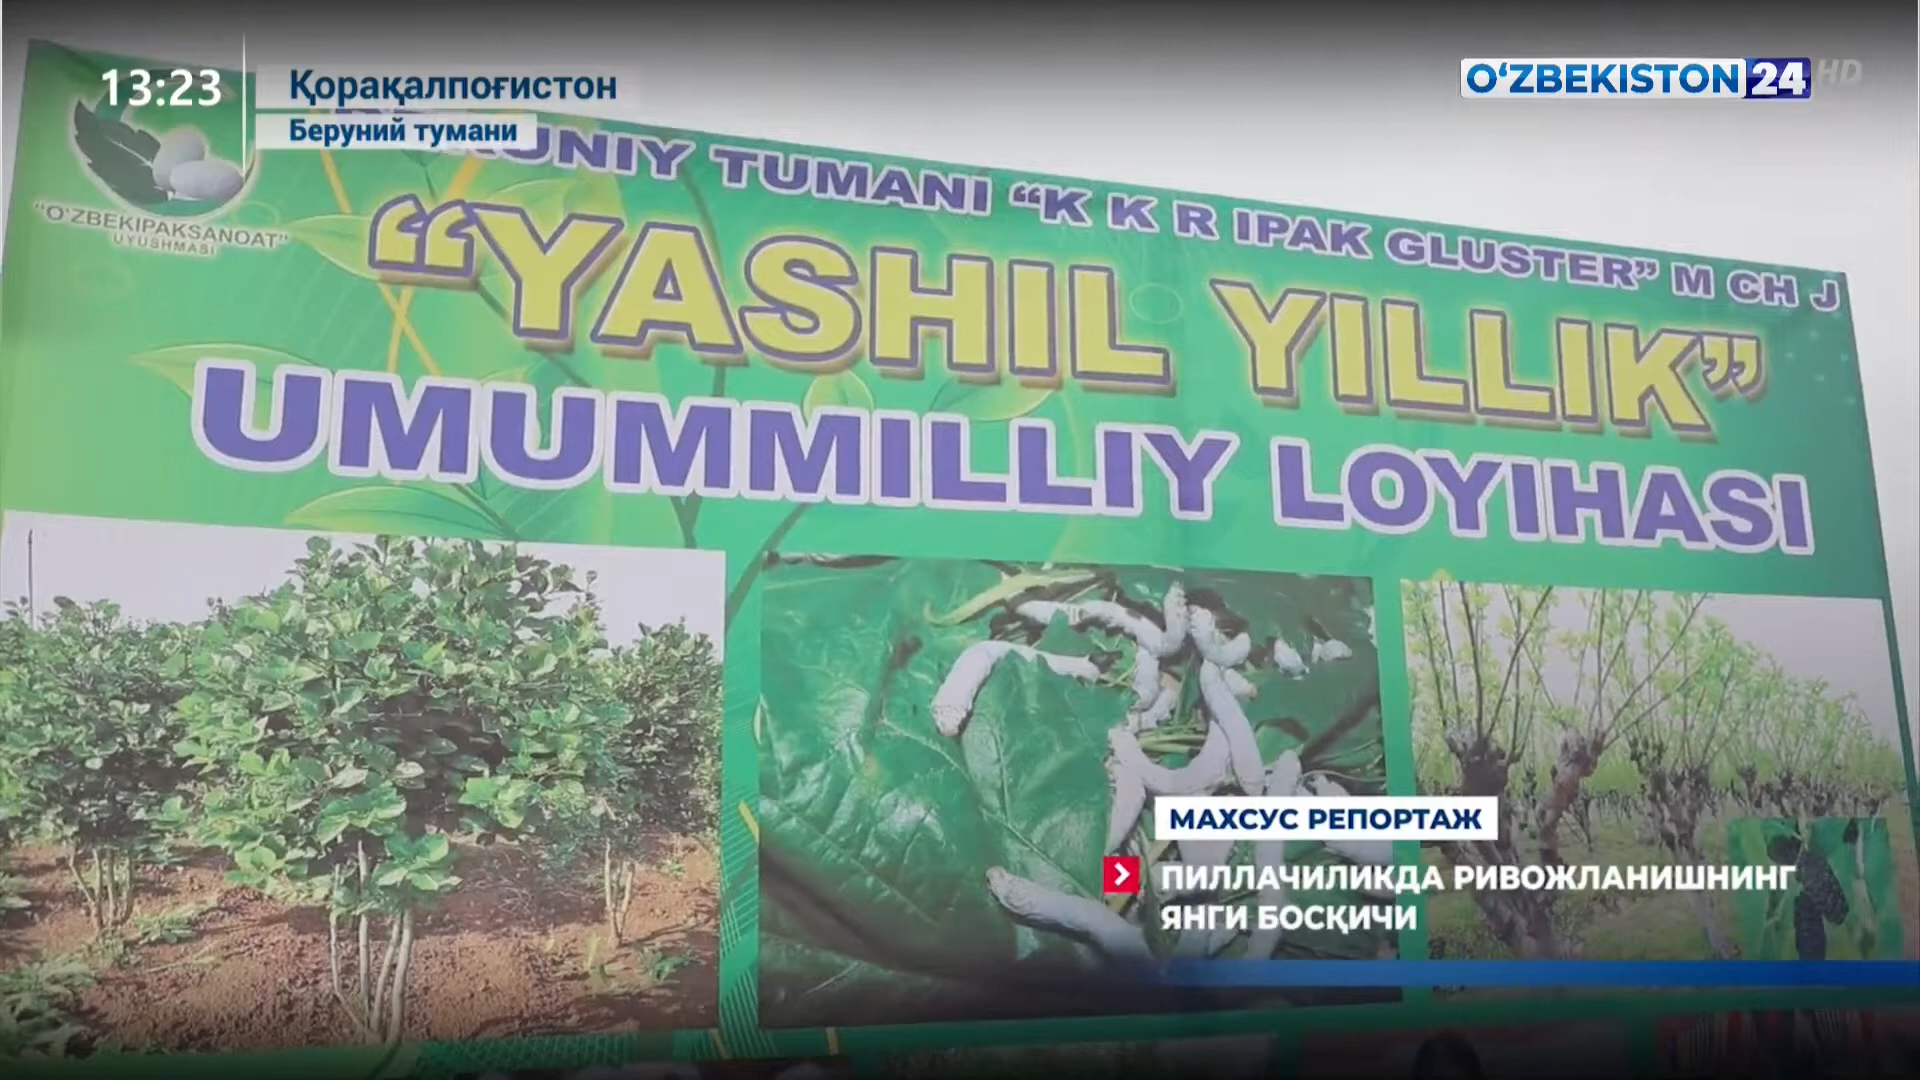 13:23
Қорақалпоғистон
Беруний тумани
O‘ZBEKISTON 24 HD
"O'ZBEKIPAKSANOAT"
UYUSHMASI
TUMANI “K K R IPAK GLUSTER” M CH J
“YASHIL YILLIK”
UMUMMILLIY LOYIHASI
МАХСУС РЕПОРТАЖ
ПИЛЛАЧИЛИКДА РИВОЖЛАНИШНИНГ
ЯНГИ БОСҚИЧИ